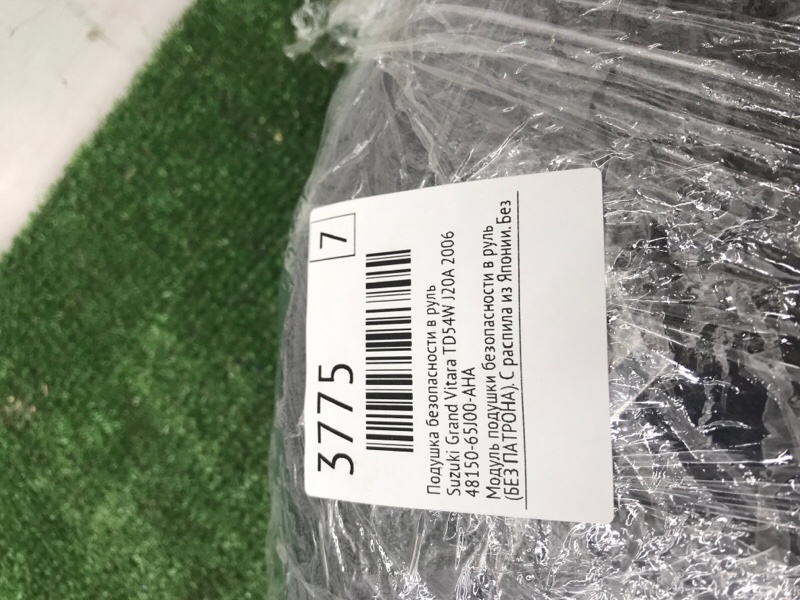 3775
7
Подушка безопасности в руль
Suzuki Grand Vitara TD54W J20A 2006
48150-65J00-AHA
Модуль подушки безопасности в руль
(БЕЗ ПАТРОНА). С распила из Японии. Без